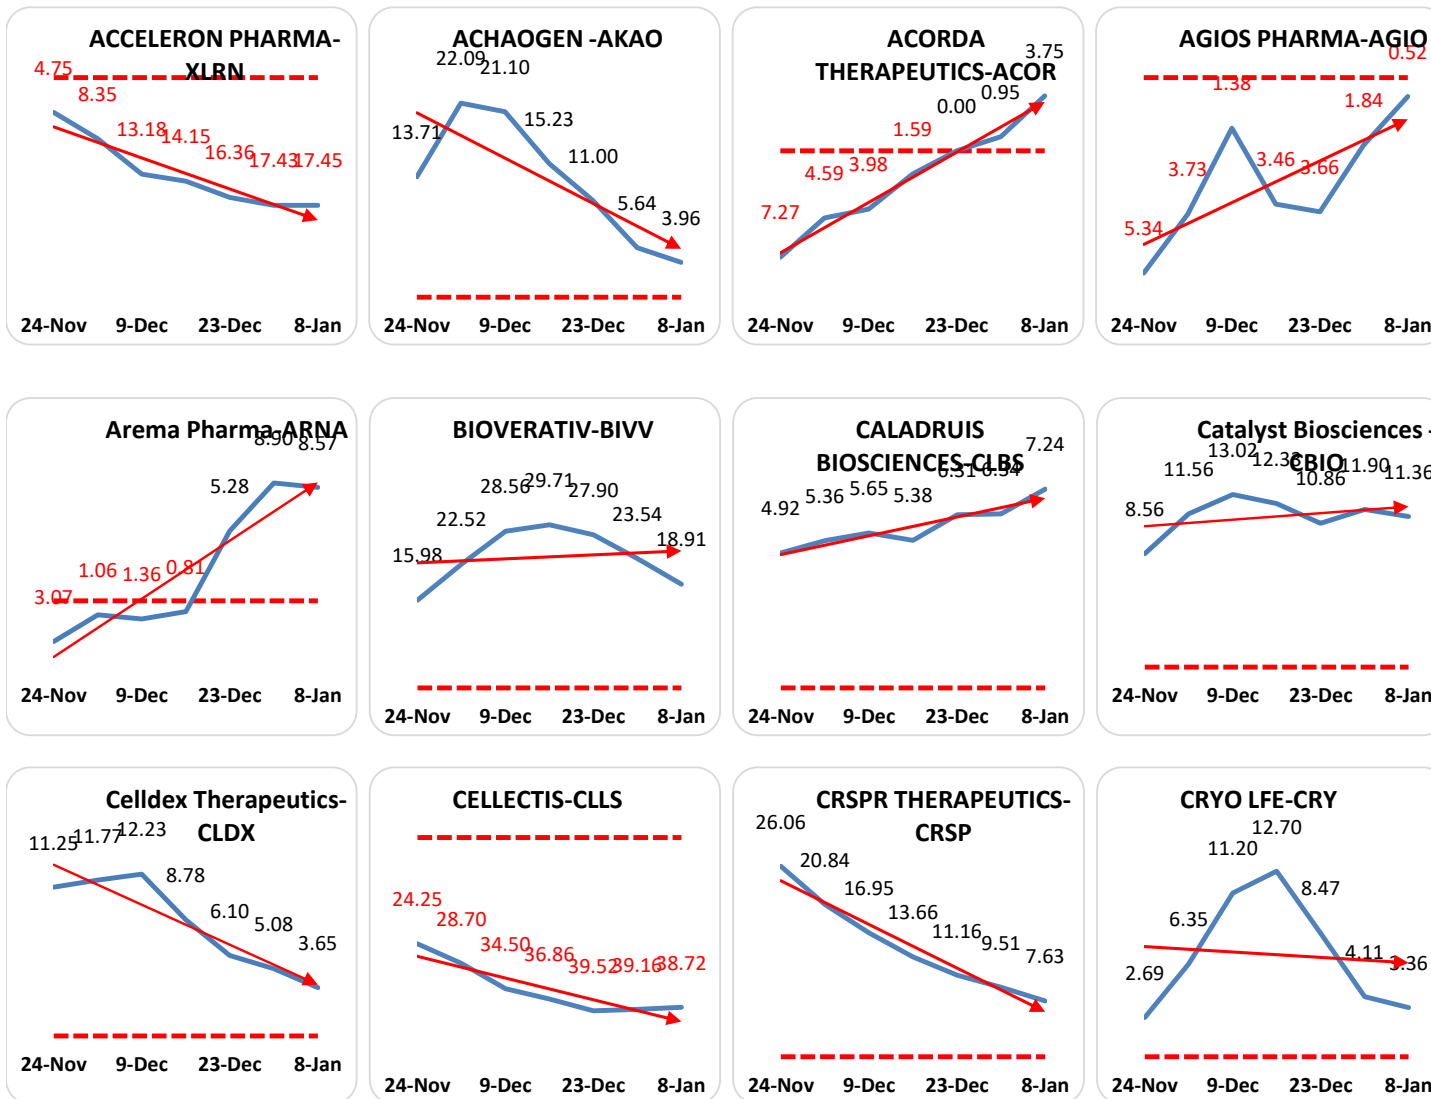 ACCELERON PHARMA-
XLRN
4.75
8.35
13.18
14.15
16.36
17.43
17.45
24-Nov 9-Dec 23-Dec 8-Jan
ACHAOGEN -AKAO
13.71
22.09
21.10
15.23
11.00
5.64
3.96
24-Nov 9-Dec 23-Dec 8-Jan
ACORDA
THERAPEUTICS-ACOR
7.27
4.59
3.98
1.59
0.00
0.95
3.75
24-Nov 9-Dec 23-Dec 8-Jan
AGIOS PHARMA-AGIO
5.34
3.73
1.38
3.46
3.66
1.84
0.52
24-Nov 9-Dec 23-Dec 8-Jan
Arema Pharma-ARNA
3.07
1.06
1.36
0.81
5.28
8.90
8.57
24-Nov 9-Dec 23-Dec 8-Jan
BIOVERATIV-BIVV
15.98
22.52
28.56
29.71
27.90
23.54
18.91
24-Nov 9-Dec 23-Dec 8-Jan
CALADRUIS
BIOSCIENCES-CLBS
4.92
5.36
5.65
5.38
6.31
6.34
7.24
24-Nov 9-Dec 23-Dec 8-Jan
Catalyst Biosciences -
CBIO
8.56
11.56
13.02
12.33
10.86
11.90
11.36
24-Nov 9-Dec 23-Dec 8-Jan
Celldex Therapeutics-
CLDX
11.25
11.77
12.23
8.78
6.10
5.08
3.65
24-Nov 9-Dec 23-Dec 8-Jan
CELLECTIS-CLLS
24.25
28.70
34.50
36.86
39.52
39.16
38.72
24-Nov 9-Dec 23-Dec 8-Jan
CRSPR THERAPEUTICS-
CRSP
26.06
20.84
16.95
13.66
11.16
9.51
7.63
24-Nov 9-Dec 23-Dec 8-Jan
CRYO LFE-CRY
2.69
6.35
11.20
12.70
8.47
4.11
3.36
24-Nov 9-Dec 23-Dec 8-Jan